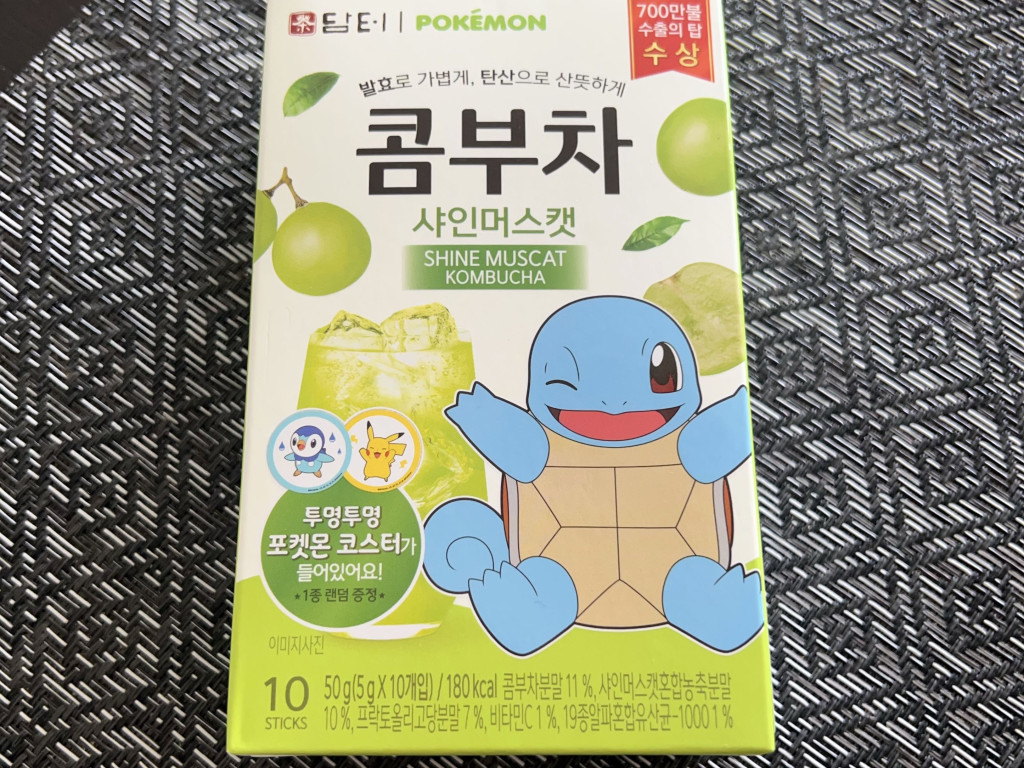 담터 | POKÉMON
700만불
수출의 탑
수상
발효로 가볍게, 탄산으로 산뜻하게
콤부차
샤인머스캣
SHINE MUSCAT
KOMBUCHA
투명투명
포켓몬 코스터가
들어있어요!
*1종 랜덤 증정*
이미지사진
10
STICKS
50g(5gX10개입) / 180kcal 콤부차분말 11%, 샤인머스캣혼합농축분말
10%, 프락토올리고당분말 7%, 비타민C 1%, 19종알파혼합유산균-1000 1%